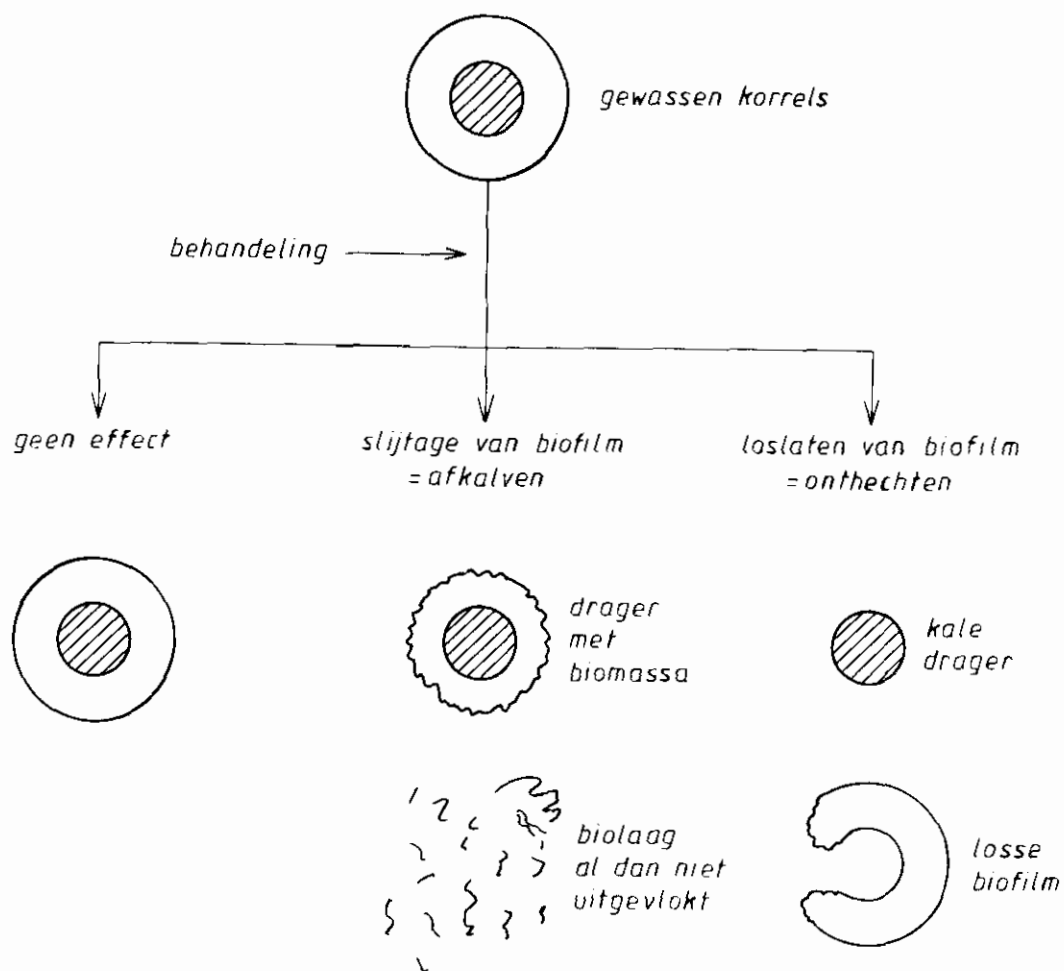 gewassen korrels
behandeling
geen effect
slijtage van biofilm
= afkalven
loslaten van biofilm
= onthechten
drager
met
biomassa
kale
drager
biolaag
al dan niet
uitgevlokt
losse
biofilm